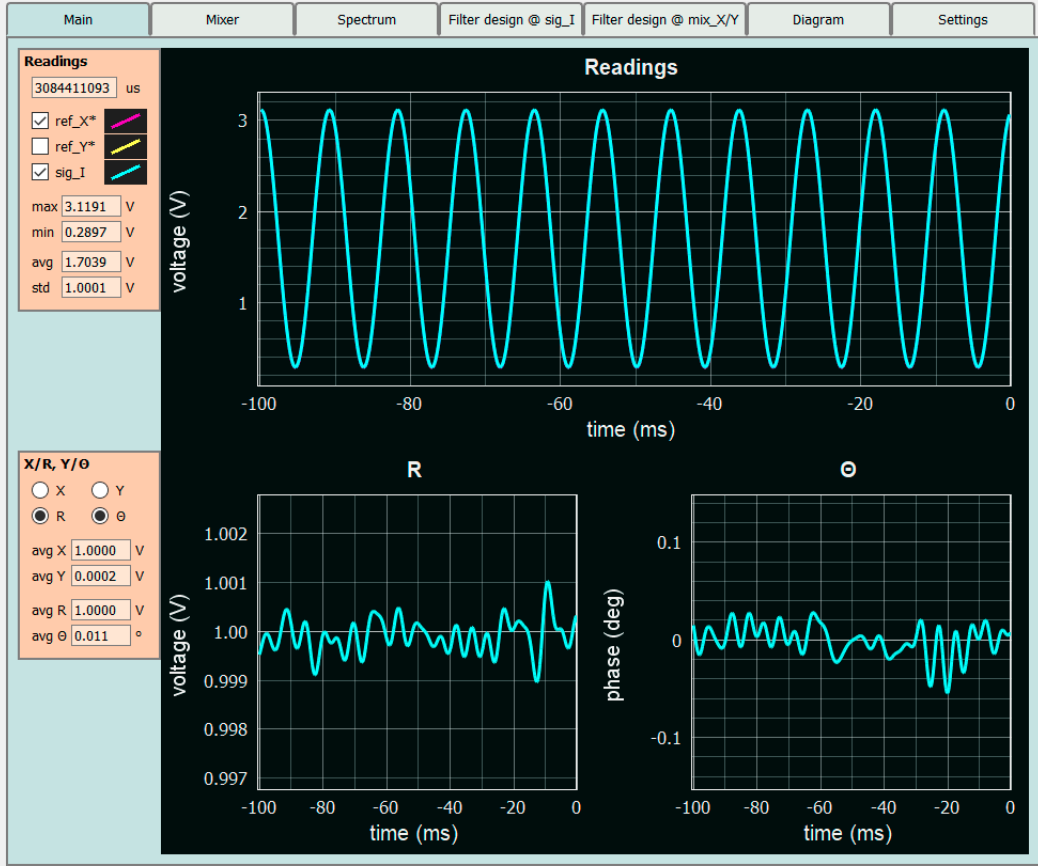 Main
Mixer
Spectrum
Filter design @ sig_I
Filter design @ mix_X/Y
Diagram
Settings
Readings
3084411093 us
ref_X*
ref_Y*
sig_I
max 3.1191 V
min 0.2897 V
avg 1.7039 V
std 1.0001 V
Readings
voltage (V)
3
2
1
-100 -80 -60 -40 -20 0
time (ms)
X/R, Y/Θ
X Y
R Θ
avg X 1.0000 V
avg Y 0.0002 V
avg R 1.0000 V
avg Θ 0.011 °
R
voltage (V)
1.002
1.001
1.00
0.999
0.998
0.997
-100 -80 -60 -40 -20 0
time (ms)
Θ
phase (deg)
0.1
0
-0.1
-100 -80 -60 -40 -20 0
time (ms)